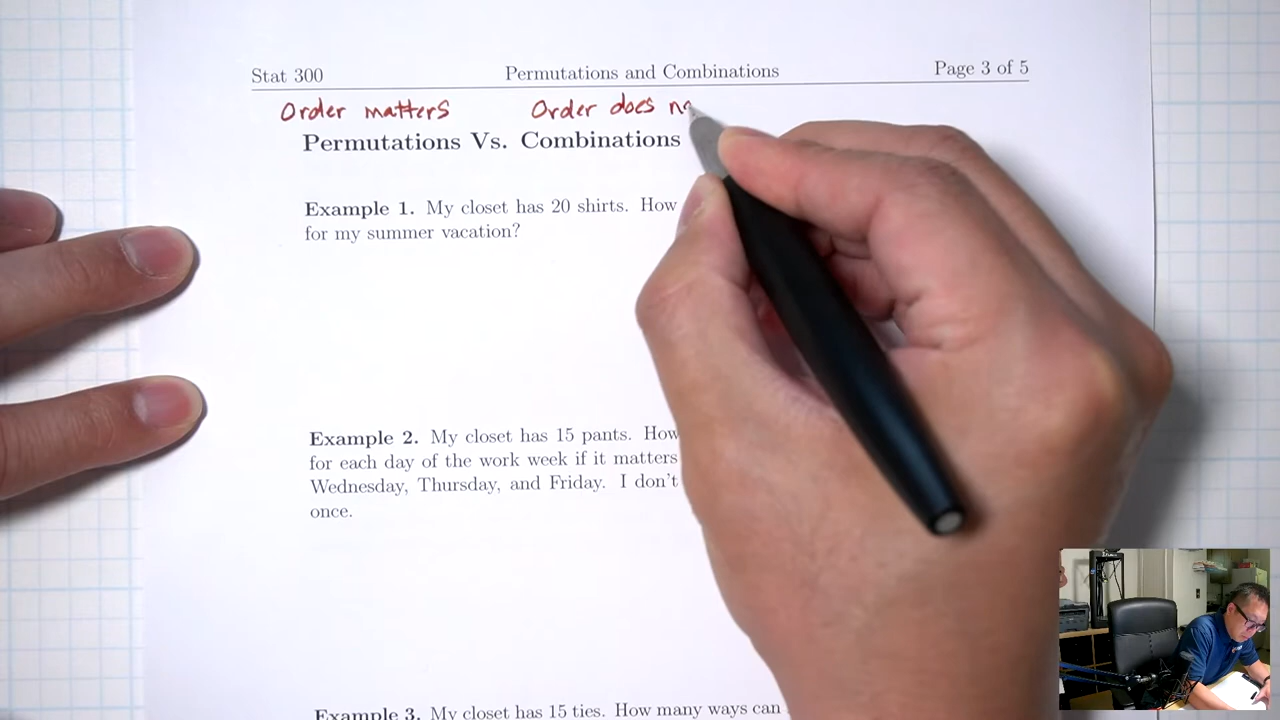 Stat 300 Permutations and Combinations Page 3 of 5
Order matters Order does
Permutations Vs. Combinations
Example 1. My closet has 20 shirts. How
for my summer vacation?
Example 2. My closet has 15 pants. How
for each day of the work week if it matters
Wednesday, Thursday, and Friday. I don't
once.
Example 3. My closet has 15 ties. How many ways can